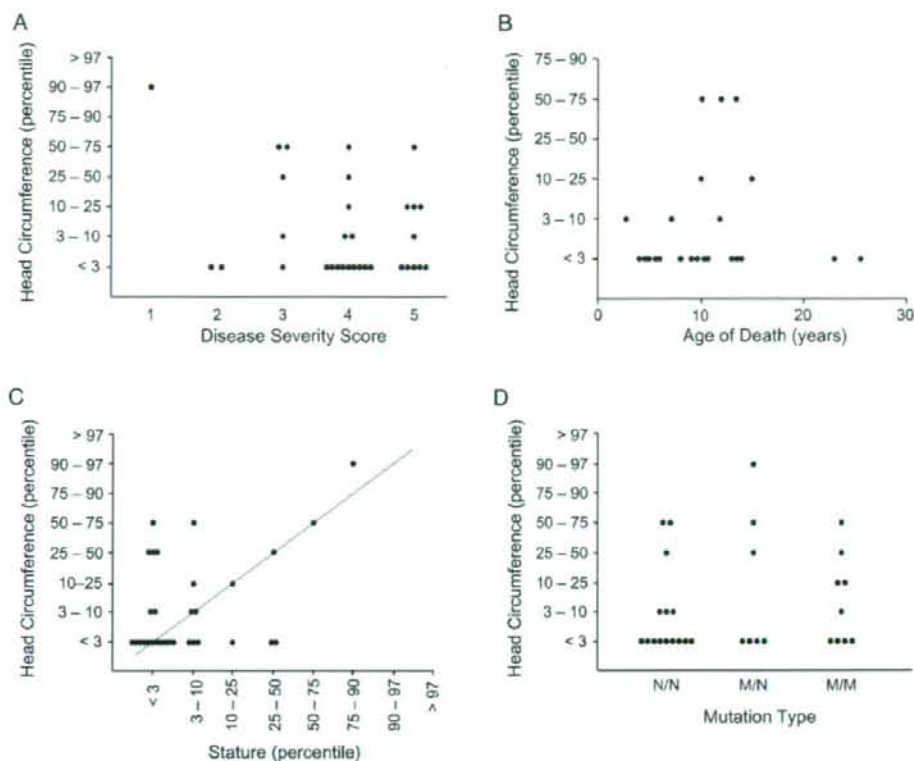 A
Head Circumference (percentile)
> 97
90 – 97
75 – 90
50 – 75
25 – 50
10 – 25
3 – 10
< 3
1 2 3 4 5
Disease Severity Score
B
Head Circumference (percentile)
75 – 90
50 – 75
25 – 50
10 – 25
3 – 10
< 3
0 10 20 30
Age of Death (years)
C
Head Circumference (percentile)
> 97
90 – 97
75 – 90
50 – 75
25 – 50
10–25
3 – 10
< 3
< 3
3 – 10
10 – 25
25 – 50
50 – 75
75 – 90
90 – 97
> 97
Stature (percentile)
D
Head Circumference (percentile)
> 97
90 – 97
75 – 90
50 – 75
25 – 50
10 – 25
3 – 10
< 3
N/N M/N M/M
Mutation Type